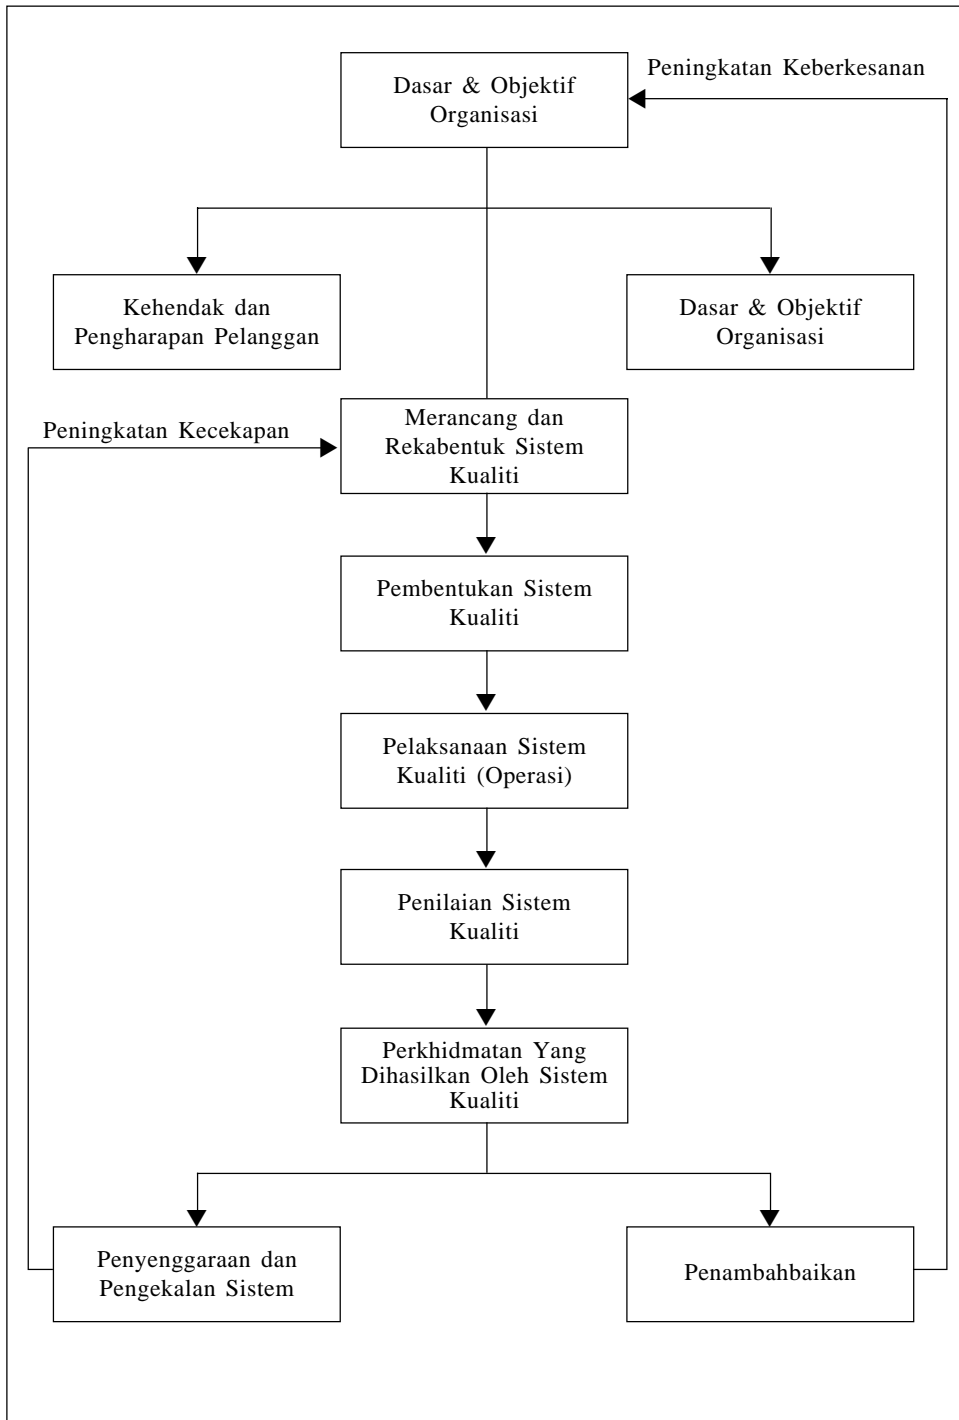 Peningkatan Keberkesanan
Dasar & Objektif
Organisasi
Kehendak dan
Pengharapan Pelanggan
Dasar & Objektif
Organisasi
Peningkatan Kecekapan
Merancang dan
Rekabentuk Sistem
Kualiti
Pembentukan Sistem
Kualiti
Pelaksanaan Sistem
Kualiti (Operasi)
Penilaian Sistem
Kualiti
Perkhidmatan Yang
Dihasilkan Oleh Sistem
Kualiti
Penyenggaraan dan
Pengekalan Sistem
Penambahbaikan